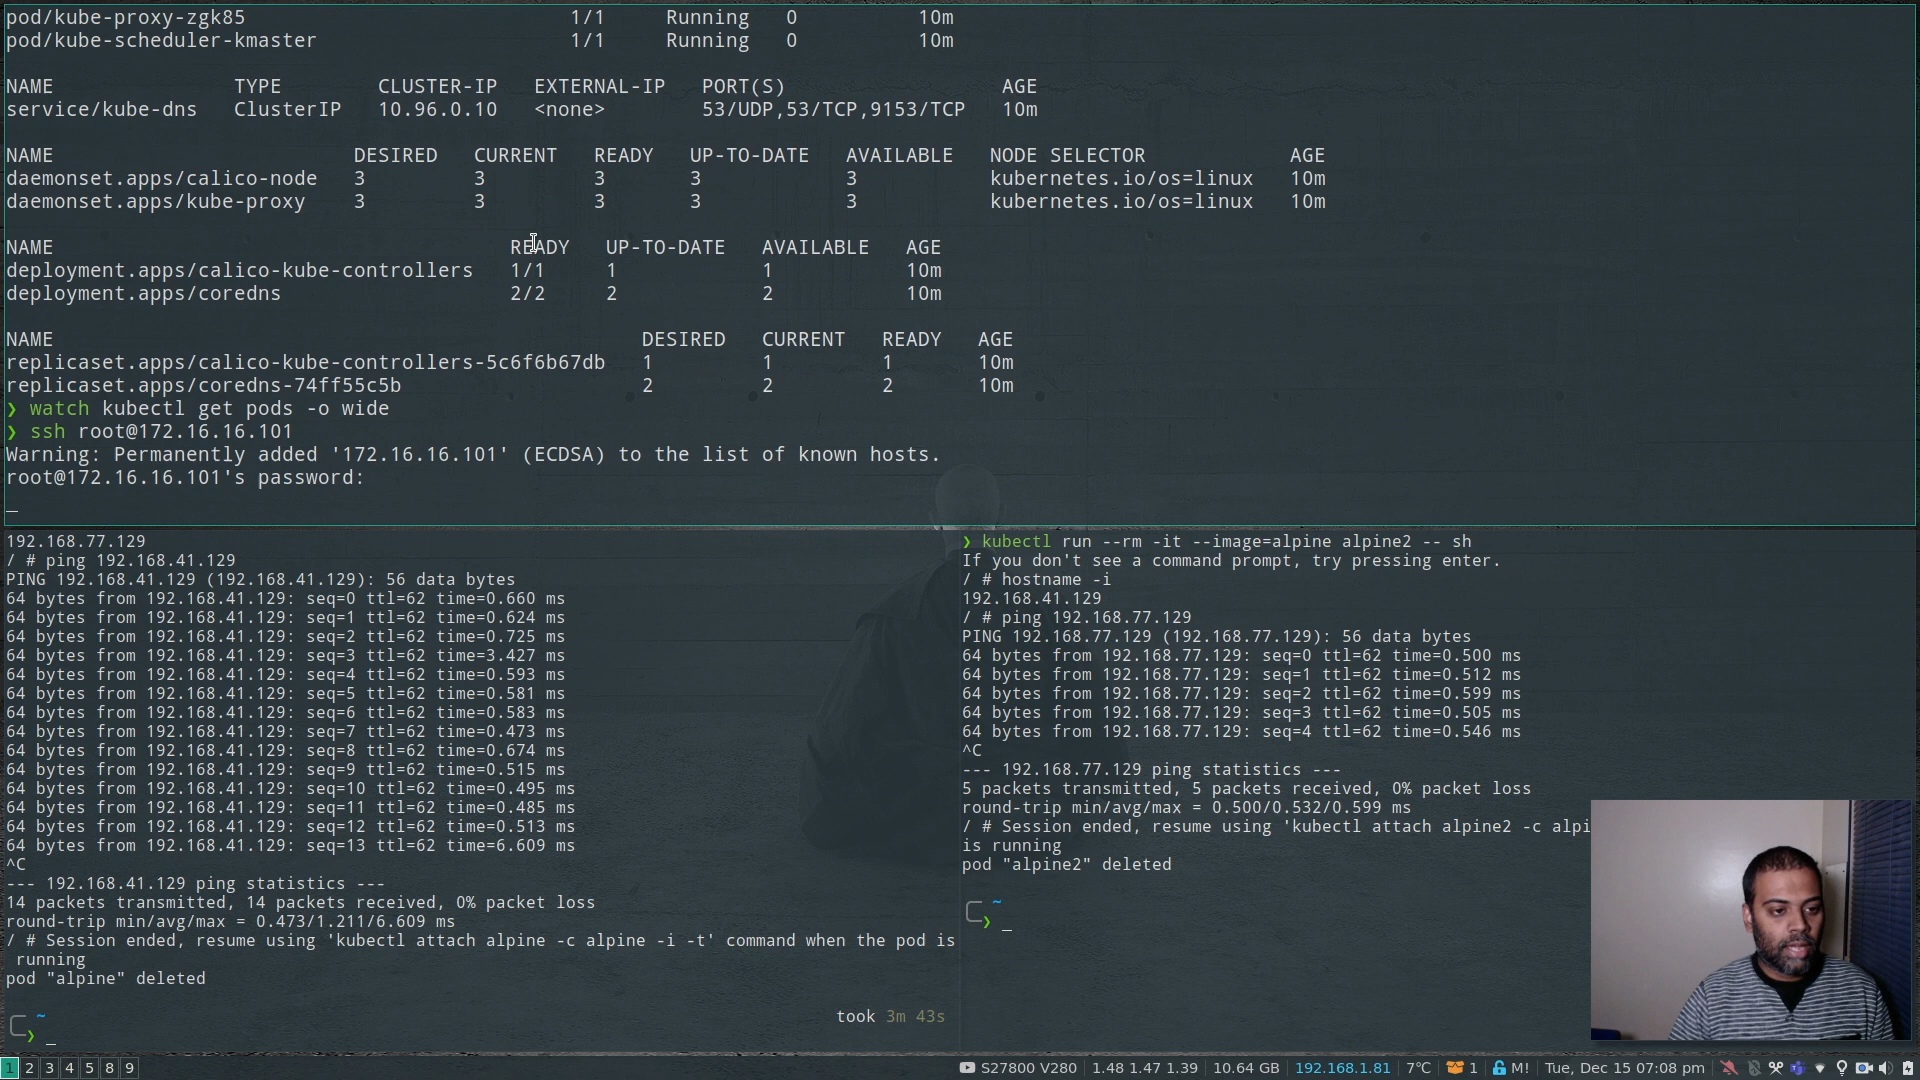 pod/kube-proxy-zgk85 1/1 Running 0 10m
pod/kube-scheduler-kmaster 1/1 Running 0 10m
NAME TYPE CLUSTER-IP EXTERNAL-IP PORT(S) AGE
service/kube-dns ClusterIP 10.96.0.10 <none> 53/UDP,53/TCP,9153/TCP 10m
NAME DESIRED CURRENT READY UP-TO-DATE AVAILABLE NODE SELECTOR AGE
daemonset.apps/calico-node 3 3 3 3 3 kubernetes.io/os=linux 10m
daemonset.apps/kube-proxy 3 3 3 3 3 kubernetes.io/os=linux 10m
NAME READY UP-TO-DATE AVAILABLE AGE
deployment.apps/calico-kube-controllers 1/1 1 1 10m
deployment.apps/coredns 2/2 2 2 10m
NAME DESIRED CURRENT READY AGE
replicaset.apps/calico-kube-controllers-5c6f6b67db 1 1 1 10m
replicaset.apps/coredns-74ff55c5b 2 2 2 10m
❯ watch kubectl get pods -o wide
❯ ssh root@172.16.16.101
Warning: Permanently added '172.16.16.101' (ECDSA) to the list of known hosts.
root@172.16.16.101's password:
_
192.168.77.129
/ # ping 192.168.41.129
PING 192.168.41.129 (192.168.41.129): 56 data bytes
64 bytes from 192.168.41.129: seq=0 ttl=62 time=0.660 ms
64 bytes from 192.168.41.129: seq=1 ttl=62 time=0.624 ms
64 bytes from 192.168.41.129: seq=2 ttl=62 time=0.725 ms
64 bytes from 192.168.41.129: seq=3 ttl=62 time=3.427 ms
64 bytes from 192.168.41.129: seq=4 ttl=62 time=0.593 ms
64 bytes from 192.168.41.129: seq=5 ttl=62 time=0.581 ms
64 bytes from 192.168.41.129: seq=6 ttl=62 time=0.583 ms
64 bytes from 192.168.41.129: seq=7 ttl=62 time=0.473 ms
64 bytes from 192.168.41.129: seq=8 ttl=62 time=0.674 ms
64 bytes from 192.168.41.129: seq=9 ttl=62 time=0.515 ms
64 bytes from 192.168.41.129: seq=10 ttl=62 time=0.495 ms
64 bytes from 192.168.41.129: seq=11 ttl=62 time=0.485 ms
64 bytes from 192.168.41.129: seq=12 ttl=62 time=0.513 ms
64 bytes from 192.168.41.129: seq=13 ttl=62 time=6.609 ms
^C
--- 192.168.41.129 ping statistics ---
14 packets transmitted, 14 packets received, 0% packet loss
round-trip min/avg/max = 0.473/1.211/6.609 ms
/ # Session ended, resume using 'kubectl attach alpine -c alpine -i -t' command when the pod is
running
pod "alpine" deleted
took 3m 43s
~
❯ _
❯ kubectl run --rm -it --image=alpine alpine2 -- sh
If you don't see a command prompt, try pressing enter.
/ # hostname -i
192.168.41.129
/ # ping 192.168.77.129
PING 192.168.77.129 (192.168.77.129): 56 data bytes
64 bytes from 192.168.77.129: seq=0 ttl=62 time=0.500 ms
64 bytes from 192.168.77.129: seq=1 ttl=62 time=0.512 ms
64 bytes from 192.168.77.129: seq=2 ttl=62 time=0.599 ms
64 bytes from 192.168.77.129: seq=3 ttl=62 time=0.505 ms
64 bytes from 192.168.77.129: seq=4 ttl=62 time=0.546 ms
^C
--- 192.168.77.129 ping statistics ---
5 packets transmitted, 5 packets received, 0% packet loss
round-trip min/avg/max = 0.500/0.532/0.599 ms
/ # Session ended, resume using 'kubectl attach alpine2 -c alpi
is running
pod "alpine2" deleted
~
❯ _
1 2 3 4 5 8 9 S27800 V280 1.48 1.47 1.39 10.64 GB 192.168.1.81 7°C 1 M! Tue, Dec 15 07:08 pm